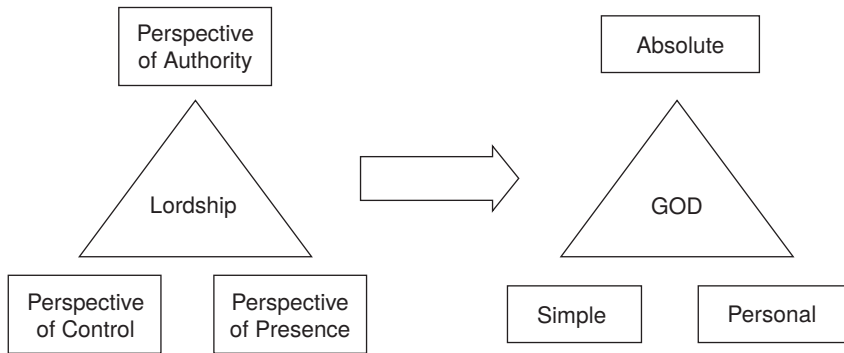 Perspective
of Authority
Lordship
Perspective
of Control
Perspective
of Presence
Absolute
GOD
Simple
Personal